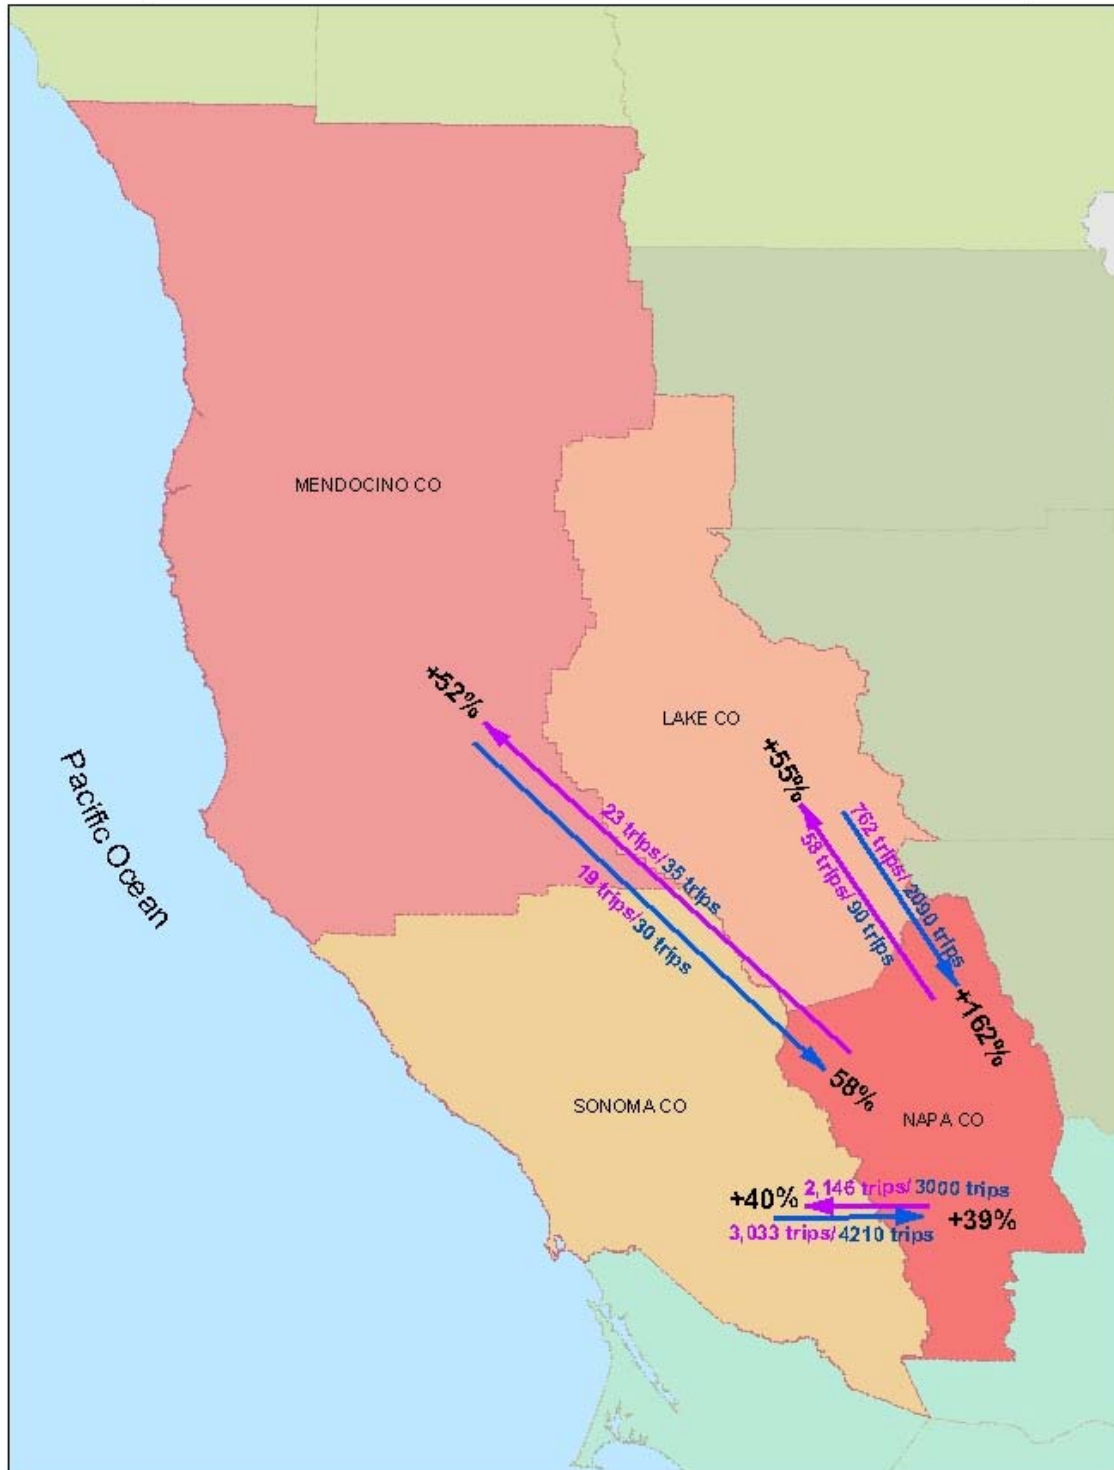 MENDOCINO CO
+52%
LAKE CO
+55%
762 trips/2090 trips
58 trips/90 trips
23 trips/35 trips
19 trips/30 trips
Pacific Ocean
+162%
58%
SONOMA CO
NAPA CO
2,146 trips/3000 trips
+40%
+39%
3,033 trips/4210 trips